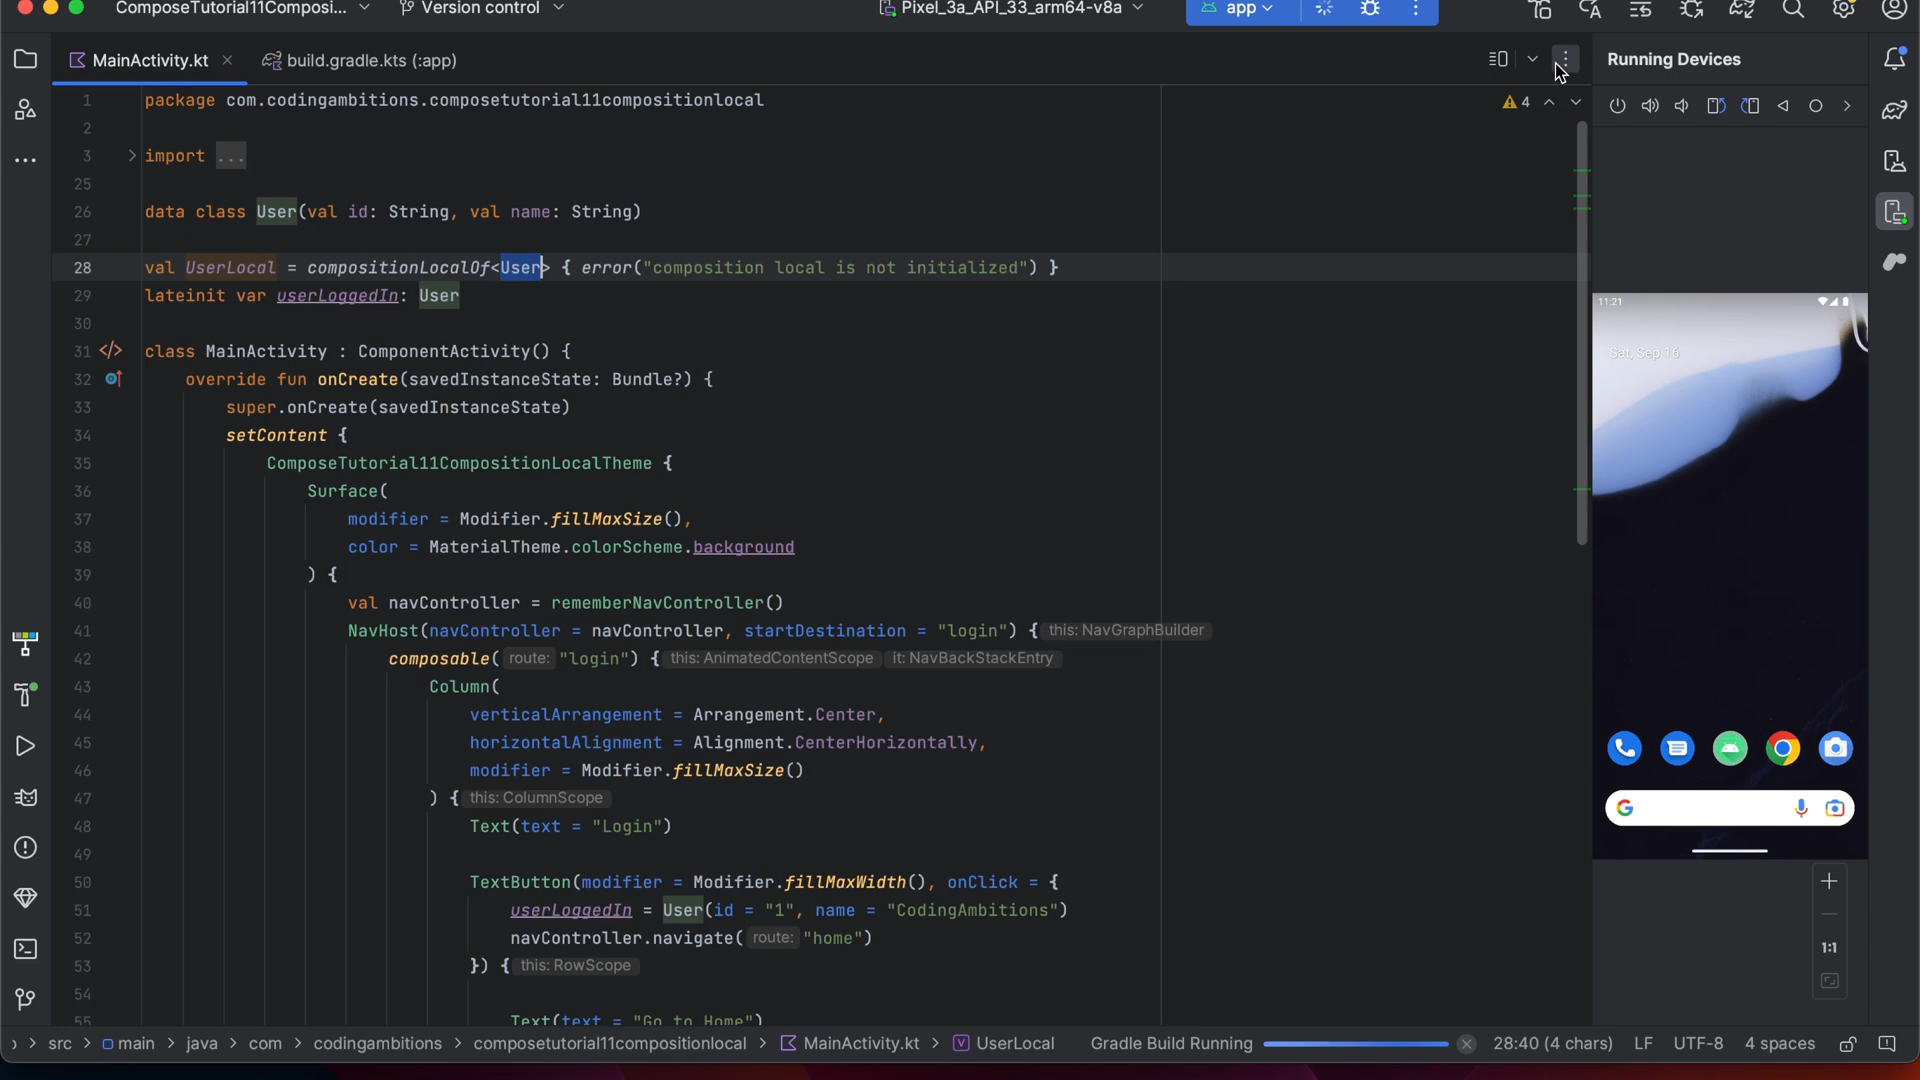 ComposeTutorial11Composi...
Version control
Pixel_3a_API_33_arm64-v8a
app
MainActivity.kt
build.gradle.kts (:app)
Running Devices
4
1 package com.codingambitions.composetutorial11compositionlocal
2
3 import ...
25
26 data class User(val id: String, val name: String)
27
28 val UserLocal = compositionLocalOf<User> { error("composition local is not initialized") }
29 lateinit var userLoggedIn: User
30
31 class MainActivity : ComponentActivity() {
32 override fun onCreate(savedInstanceState: Bundle?) {
33 super.onCreate(savedInstanceState)
34 setContent {
35 ComposeTutorial11CompositionLocalTheme {
36 Surface(
37 modifier = Modifier.fillMaxSize(),
38 color = MaterialTheme.colorScheme.background
39 ) {
40 val navController = rememberNavController()
41 NavHost(navController = navController, startDestination = "login") { this: NavGraphBuilder
42 composable( route: "login") { this: AnimatedContentScope it: NavBackStackEntry
43 Column(
44 verticalArrangement = Arrangement.Center,
45 horizontalAlignment = Alignment.CenterHorizontally,
46 modifier = Modifier.fillMaxSize()
47 ) { this: ColumnScope
48 Text(text = "Login")
49
50 TextButton(modifier = Modifier.fillMaxWidth(), onClick = {
51 userLoggedIn = User(id = "1", name = "CodingAmbitions")
52 navController.navigate( route: "home")
53 }) { this: RowScope
54
55 Text(text = "Go to Home")
11:21
Sat, Sep 16
1:1
src > main > java > com > codingambitions > composetutorial11compositionlocal > MainActivity.kt > UserLocal
Gradle Build Running
28:40 (4 chars)
LF
UTF-8
4 spaces